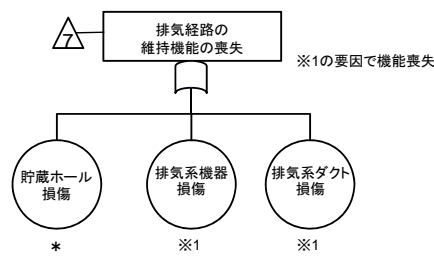 排気経路の
維持機能の喪失
7
※1の要因で機能喪失
貯蔵ホール
損傷
排気系機器
損傷
排気系ダクト
損傷
*
※1
※1